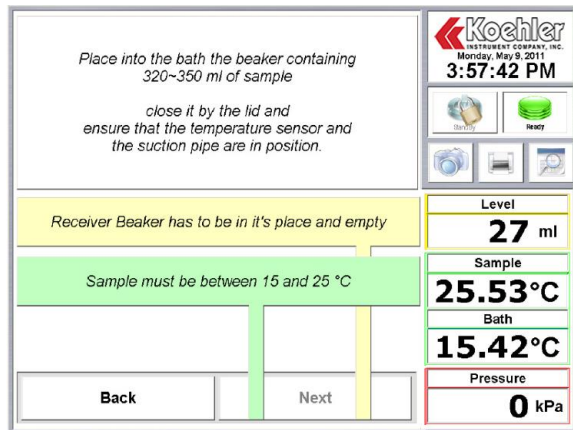 Place into the bath the beaker containing
320~350 ml of sample
close it by the lid and
ensure that the temperature sensor and
the suction pipe are in position.
Receiver Beaker has to be in it's place and empty
Sample must be between 15 and 25 °C
Back
Next
Koehler
INSTRUMENT COMPANY, INC.
Monday, May 9, 2011
3:57:42 PM
Standby
Ready
Level
27 ml
Sample
25.53°C
Bath
15.42°C
Pressure
0 kPa